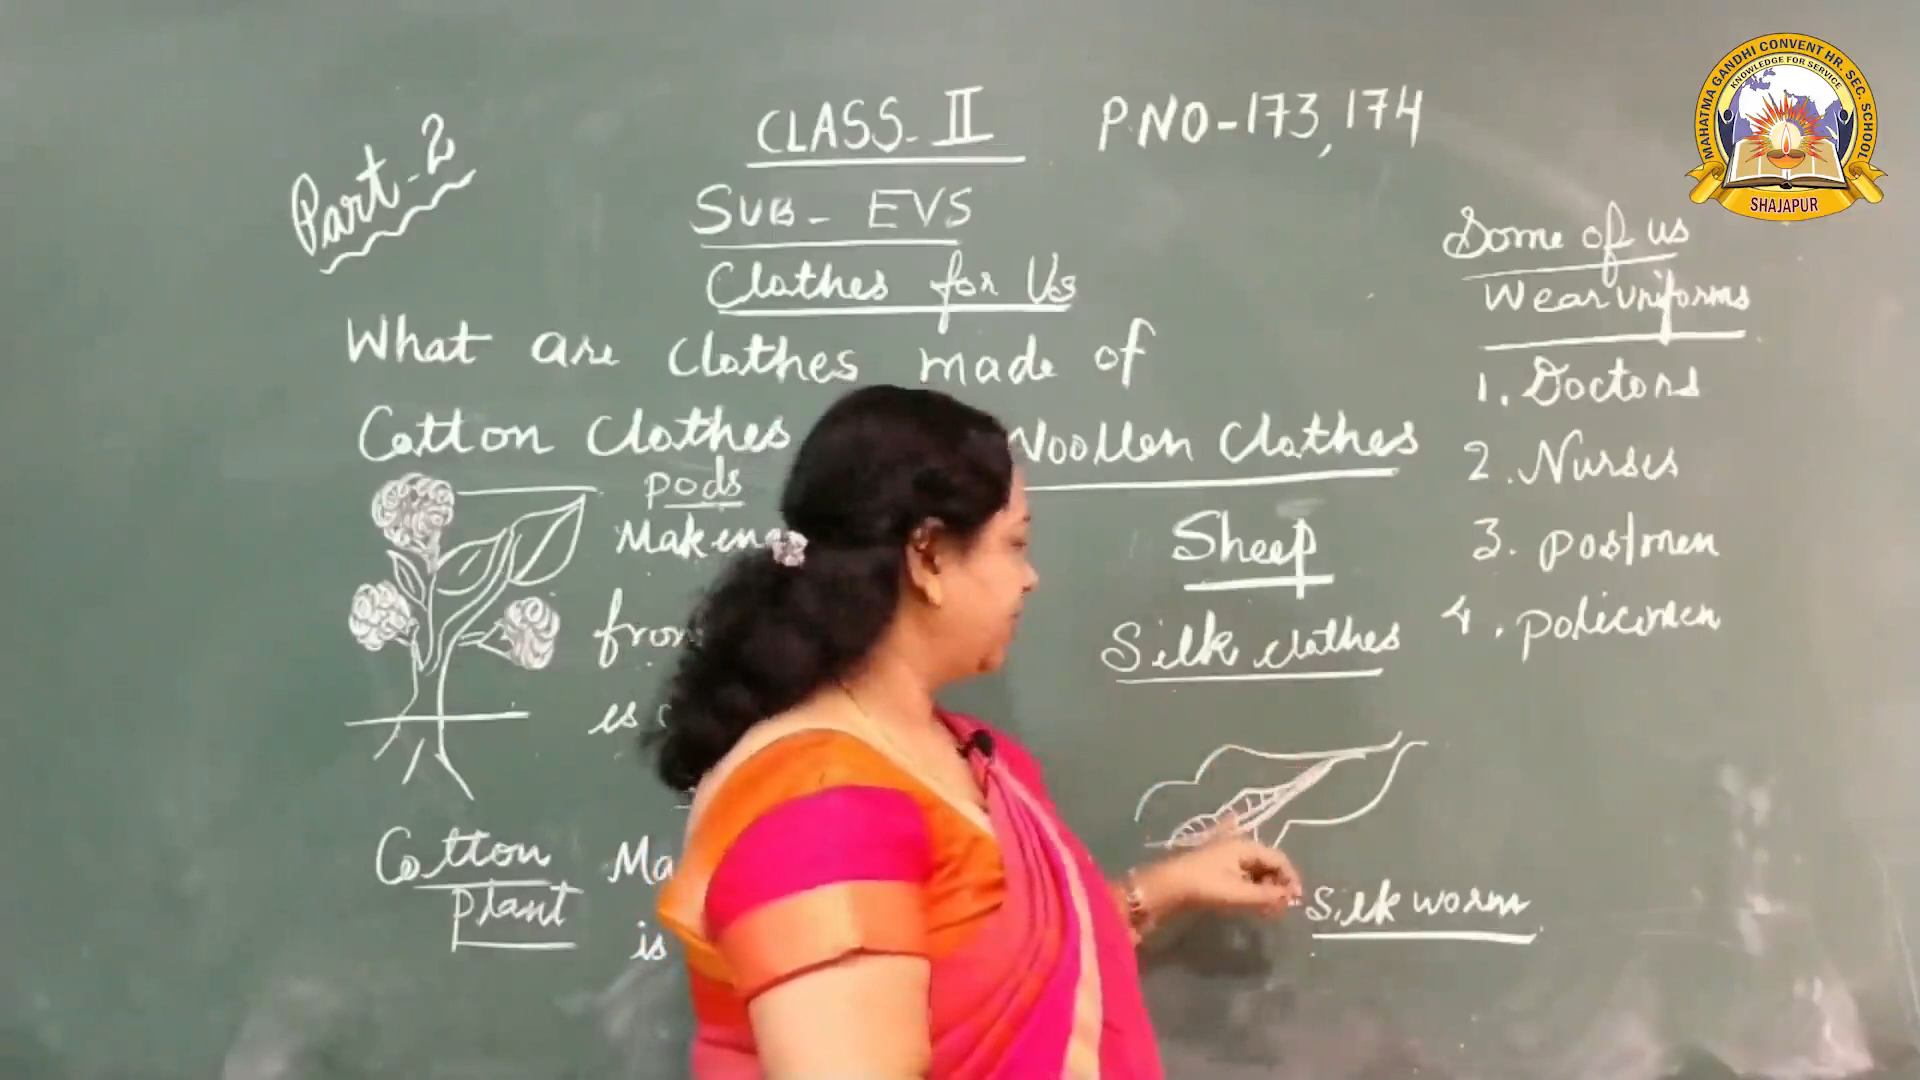 Part-2
CLASS-II
P.NO-173, 174
SUB- EVS
Clothes for Us
What are clothes made of
Cotton Clothes
pods
Making
from
is
Cotton
Plant
Ma
is
Woollen Clothes
Sheep
Silk clothes
Silk worm
Some of us
Wear uniforms
1. Doctors
2. Nurses
3. postmen
4. policemen
MAHATMA GANDHI CONVENT HR. SEC. SCHOOL
KNOWLEDGE FOR SERVICE
SHAJAPUR